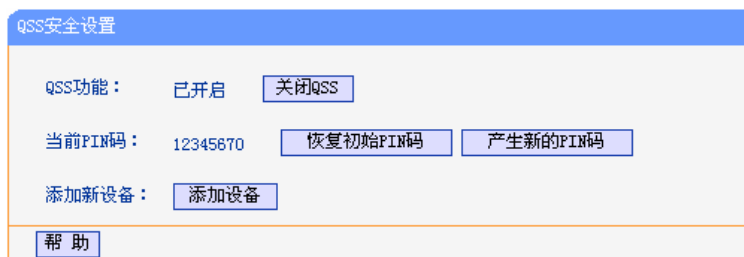 QSS安全设置
QSS功能： 已开启 关闭QSS
当前PIN码： 12345670 恢复初始PIN码 产生新的PIN码
添加新设备： 添加设备
帮 助